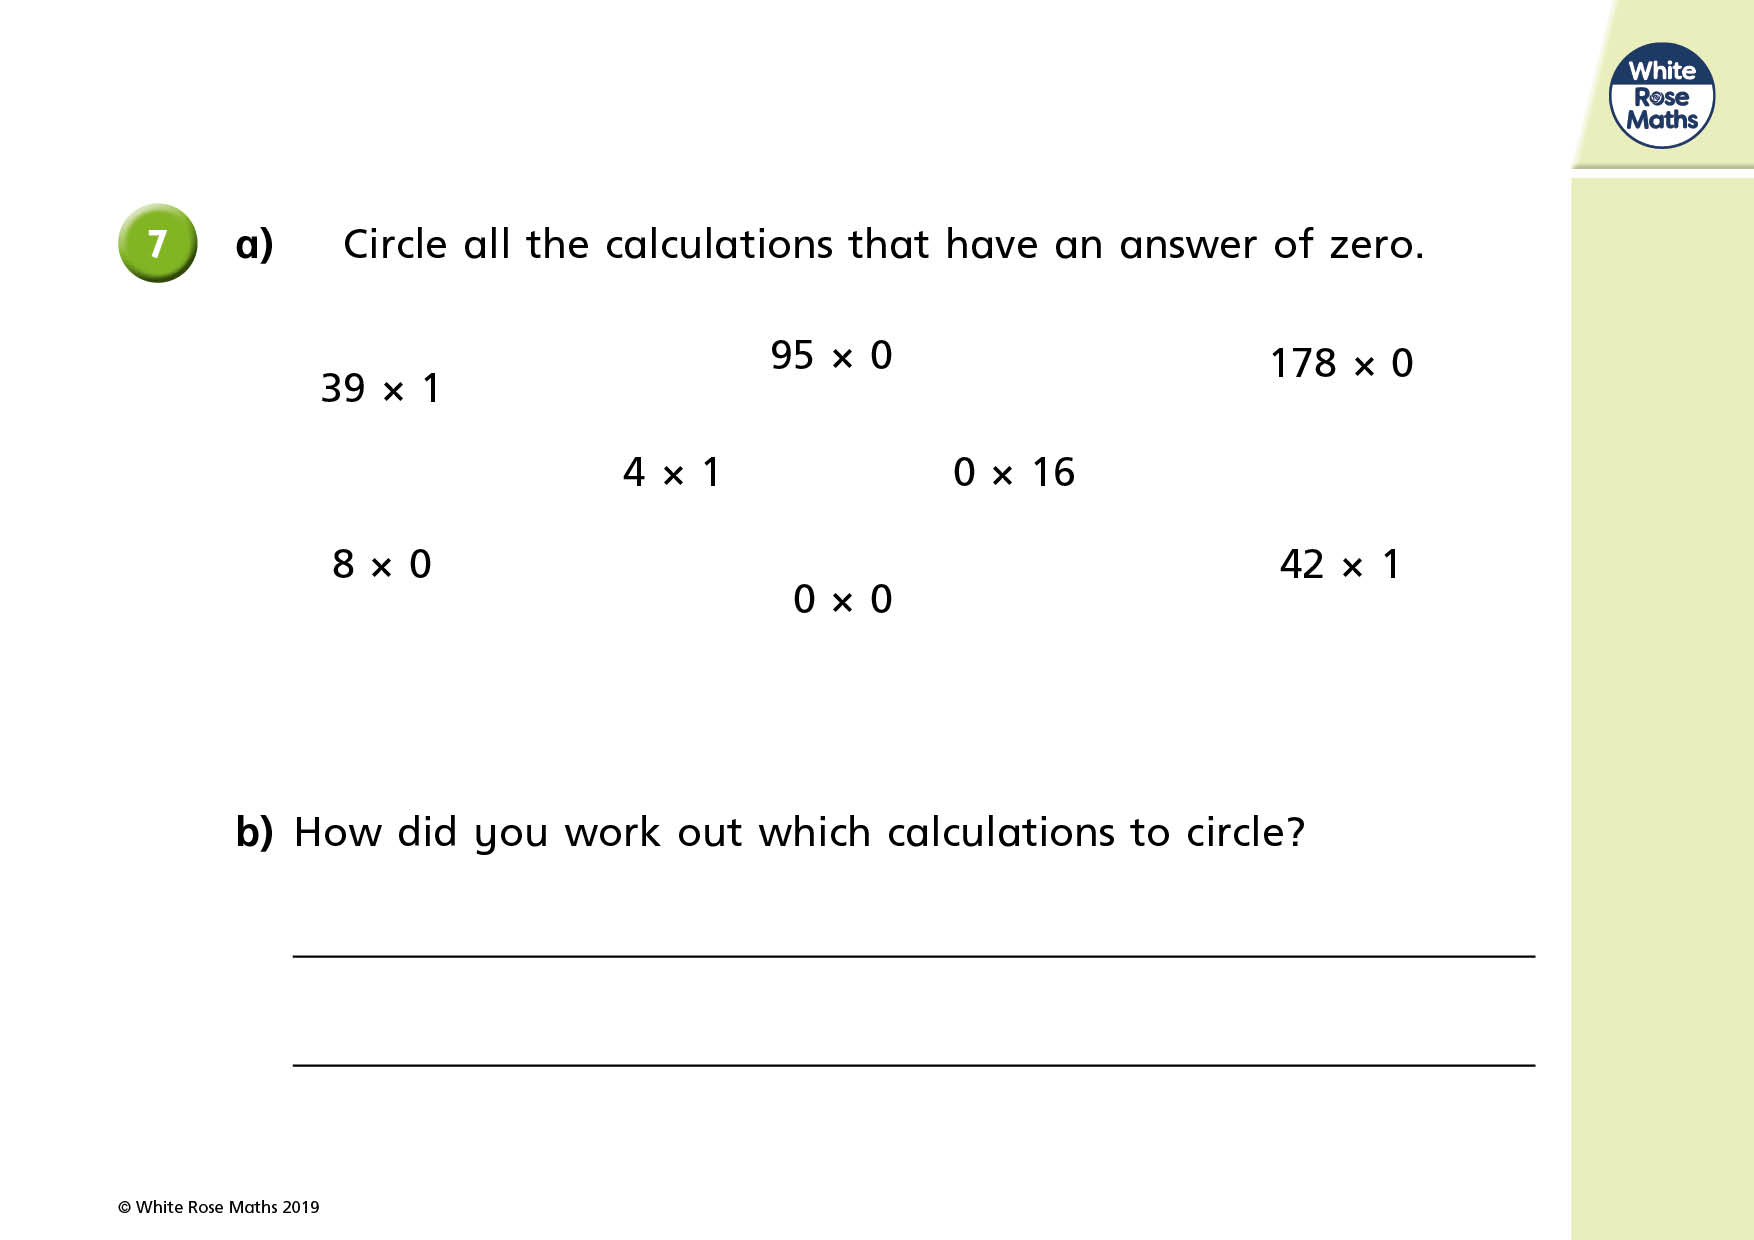 White
Rose
Maths
7 a) Circle all the calculations that have an answer of zero.
95 × 0
178 × 0
39 × 1
4 × 1
0 × 16
8 × 0
42 × 1
0 × 0
b) How did you work out which calculations to circle?
© White Rose Maths 2019